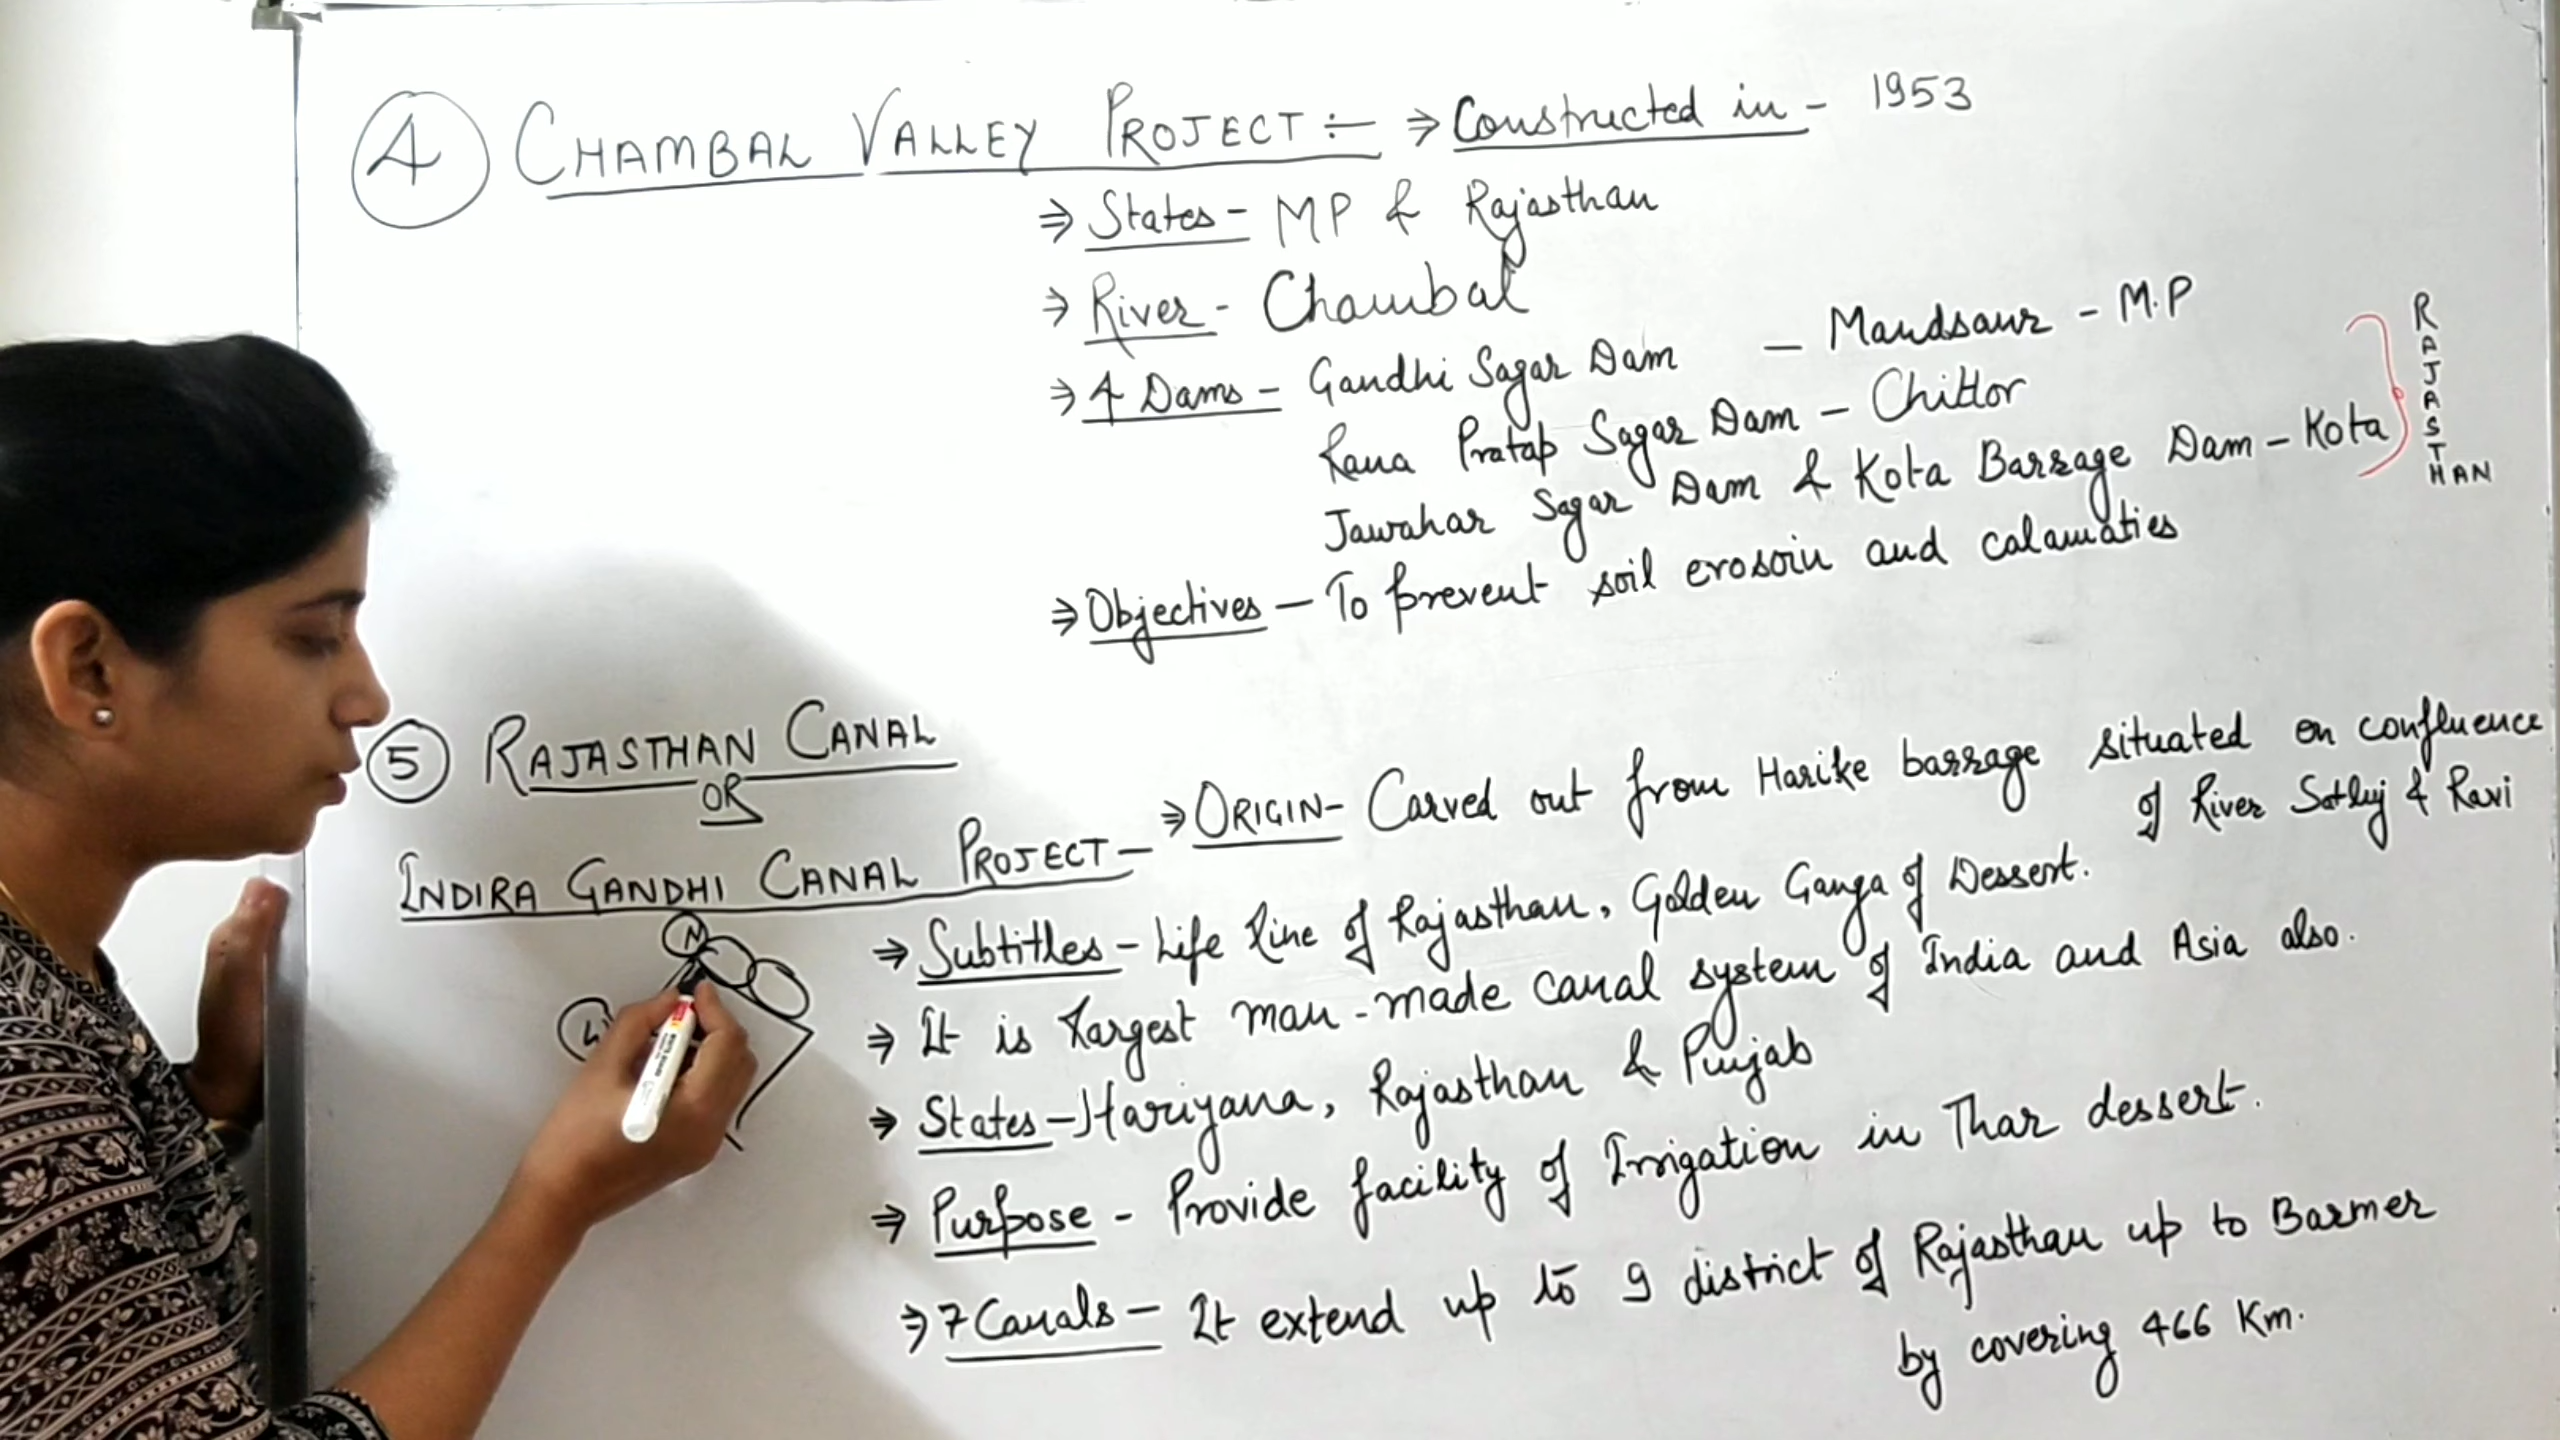 4 CHAMBAL VALLEY PROJECT :- ⇒ Constructed in - 1953
⇒ States - MP & Rajasthan
⇒ River - Chambal
⇒ 4 Dams - Gandhi Sagar Dam - Mandsaur - M.P
Rana Pratap Sagar Dam - Chittor
Jawahar Sagar Dam & Kota Barrage Dam - Kota
RAJASTHAN
⇒ Objectives - To prevent soil erosoin and calamaties
5 RAJASTHAN CANAL
OR
INDIRA GANDHI CANAL PROJECT - ⇒ ORIGIN - Carved out from Harike barrage situated on confluence
of River Satluj & Ravi
⇒ Subtitles - Life line of Rajasthan, Golden Ganga of Dessert.
⇒ It is largest man-made canal system of India and Asia also.
⇒ States - Hariyana, Rajasthan & Punjab
⇒ Purpose - Provide facility of Irrigation in Thar dessert.
⇒ 7 Canals - It extend up to 9 district of Rajasthan up to Barmer
by covering 466 Km.
N